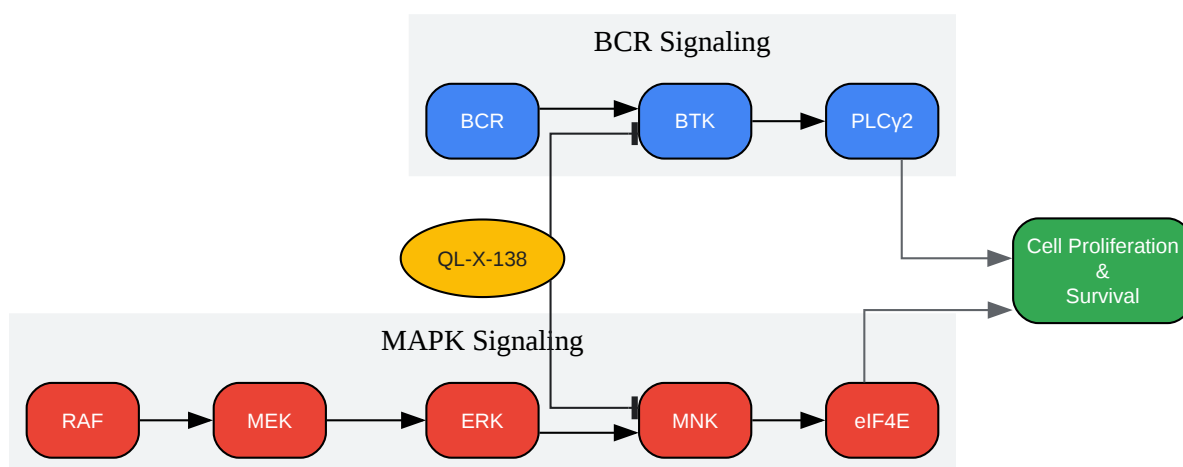 BCR Signaling
BCR
BTK
PLCγ2
QL-X-138
Cell Proliferation
&
Survival
MAPK Signaling
RAF
MEK
ERK
MNK
eIF4E